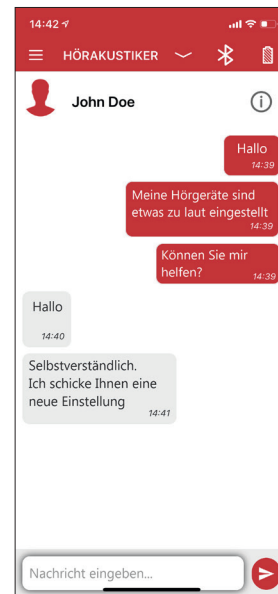 14:42
HÖRAKUSTIKER
John Doe
Hallo
14:39
Meine Hörgeräte sind
etwas zu laut eingestellt
14:39
Können Sie mir
helfen?
14:39
Hallo
14:40
Selbstverständlich.
Ich schicke Ihnen eine
neue Einstellung
14:41
Nachricht eingeben...